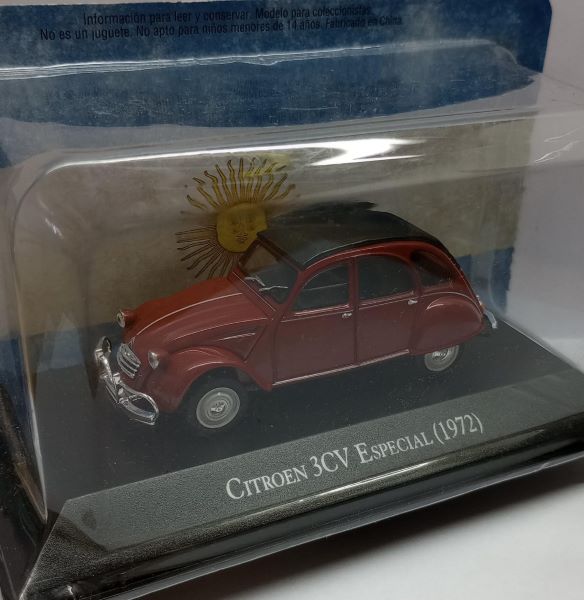 Información para leer y conservar. Modelo para coleccionistas.
No es un juguete. No apto para niños menores de 14 años. Fabricado en China.
CITROEN 3CV ESPECIAL (1972)